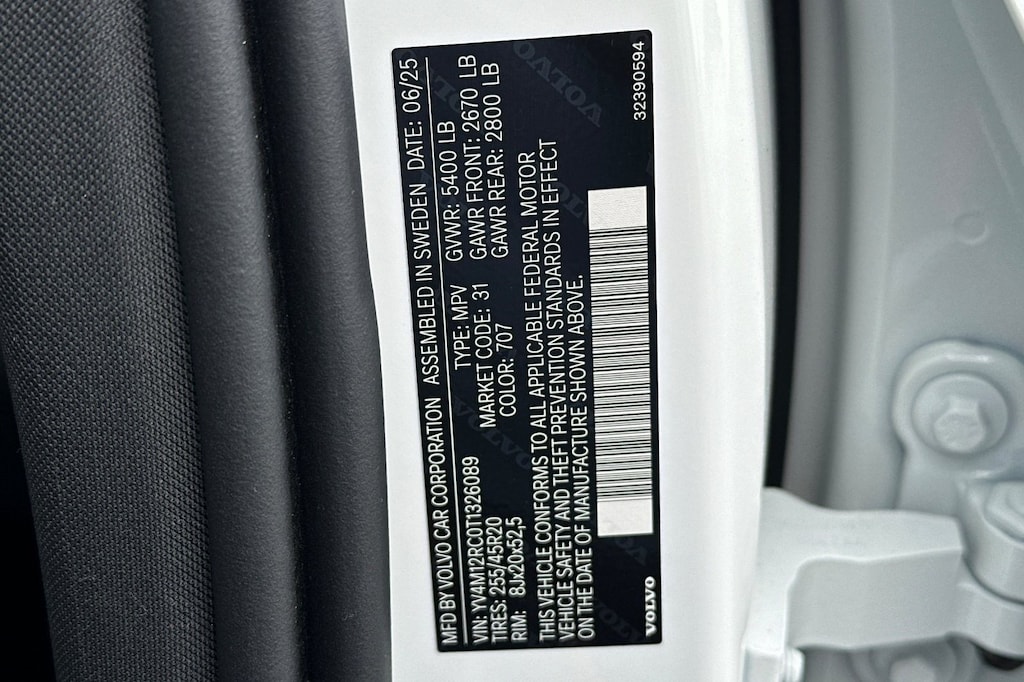 MFD BY VOLVO CAR CORPORATION ASSEMBLED IN SWEDEN DATE: 06/25
VIN: YV4M12RC0T1326089 TYPE: MPV GVWR: 5400 LB
TIRES: 255/45R20 MARKET CODE: 31 GAWR FRONT: 2670 LB
RIM: 8Jx20x52,5 COLOR: 707 GAWR REAR: 2800 LB
THIS VEHICLE CONFORMS TO ALL APPLICABLE FEDERAL MOTOR
VEHICLE SAFETY AND THEFT PREVENTION STANDARDS IN EFFECT
ON THE DATE OF MANUFACTURE SHOWN ABOVE.
VOLVO 32390594